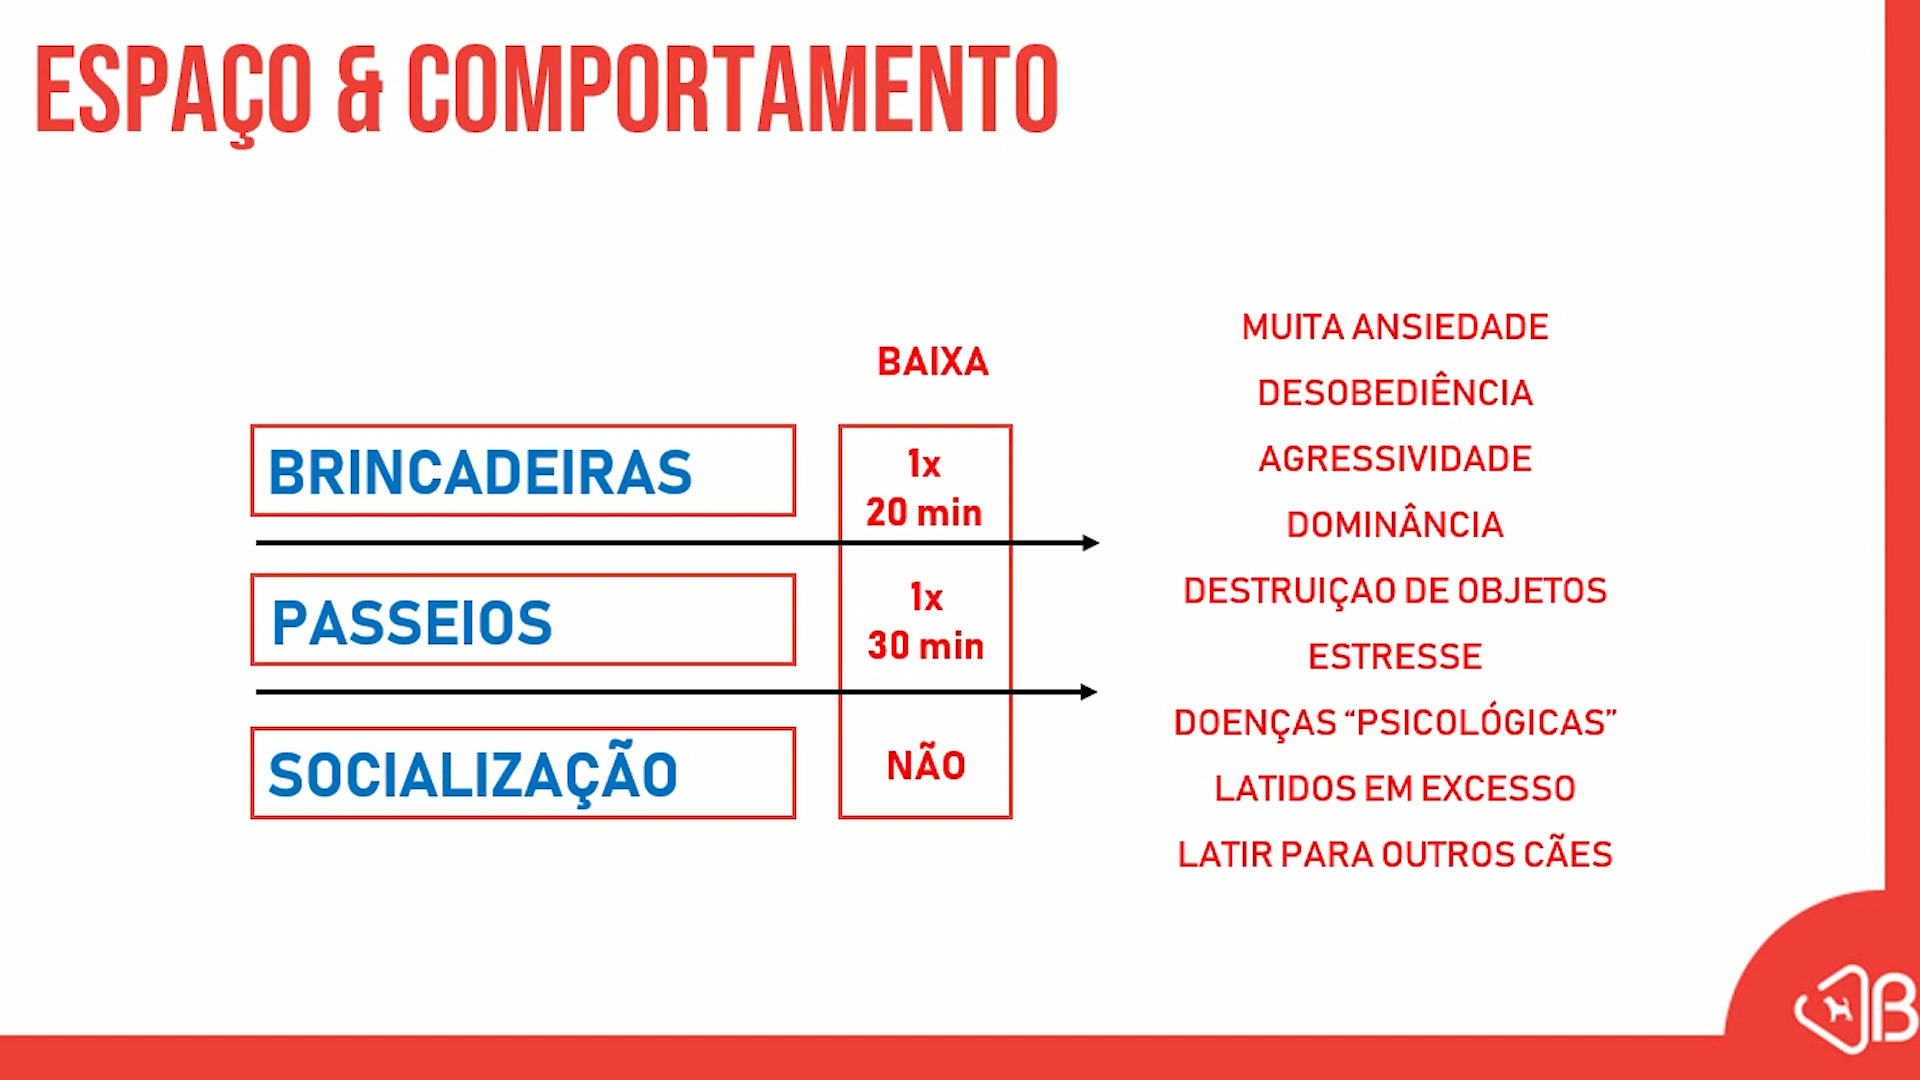 ESPAÇO & COMPORTAMENTO
BAIXA
BRINCADEIRAS
1x
20 min
PASSEIOS
1x
30 min
SOCIALIZAÇÃO
NÃO
MUITA ANSIEDADE
DESOBEDIÊNCIA
AGRESSIVIDADE
DOMINÂNCIA
DESTRUIÇAO DE OBJETOS
ESTRESSE
DOENÇAS “PSICOLÓGICAS”
LATIDOS EM EXCESSO
LATIR PARA OUTROS CÃES
B